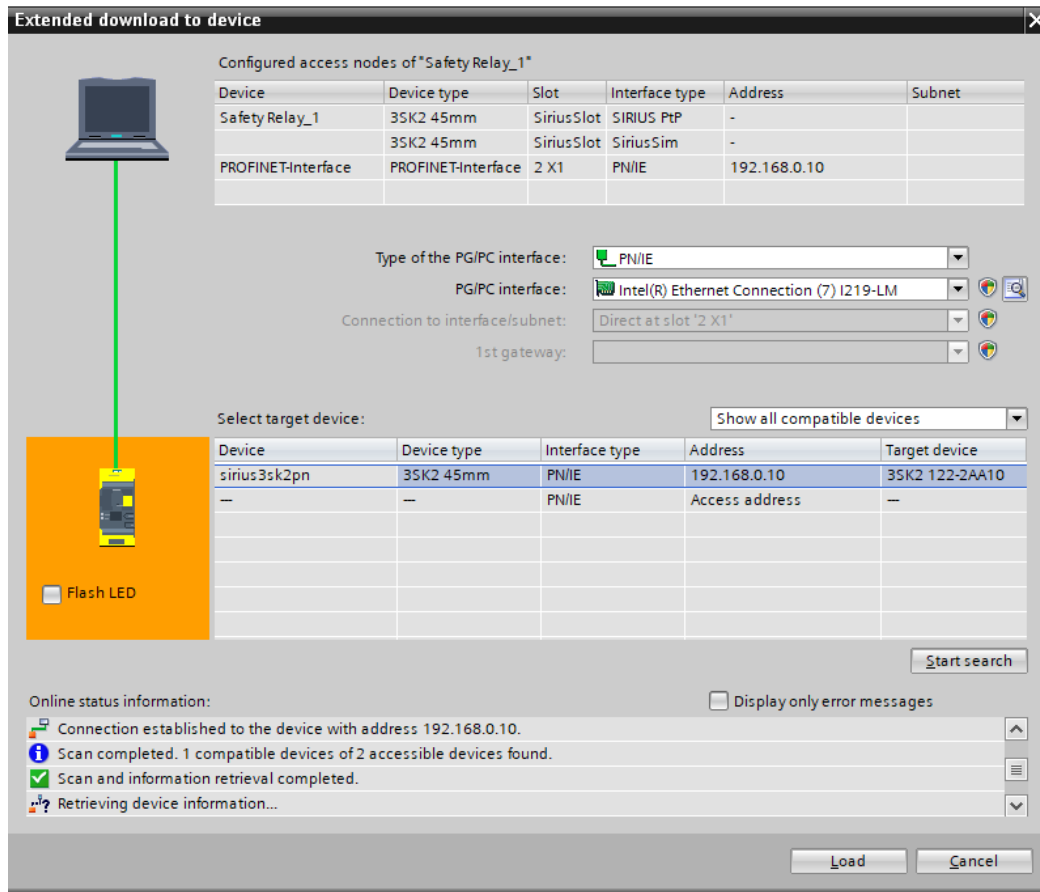 Extended download to device
Configured access nodes of "Safety Relay_1"
Device Device type Slot Interface type Address Subnet
Safety Relay_1 3SK2 45mm SiriusSlot SIRIUS PtP -
3SK2 45mm SiriusSlot SiriusSim -
PROFINET-Interface PROFINET-Interface 2 X1 PN/IE 192.168.0.10
Type of the PG/PC interface: PN/IE
PG/PC interface: Intel(R) Ethernet Connection (7) I219-LM
Connection to interface/subnet: Direct at slot '2 X1'
1st gateway:
Select target device: Show all compatible devices
Device Device type Interface type Address Target device
sirius3sk2pn 3SK2 45mm PN/IE 192.168.0.10 3SK2 122-2AA10
— — PN/IE Access address —
Flash LED
Start search
Online status information: Display only error messages
Connection established to the device with address 192.168.0.10.
Scan completed. 1 compatible devices of 2 accessible devices found.
Scan and information retrieval completed.
Retrieving device information...
Load Cancel